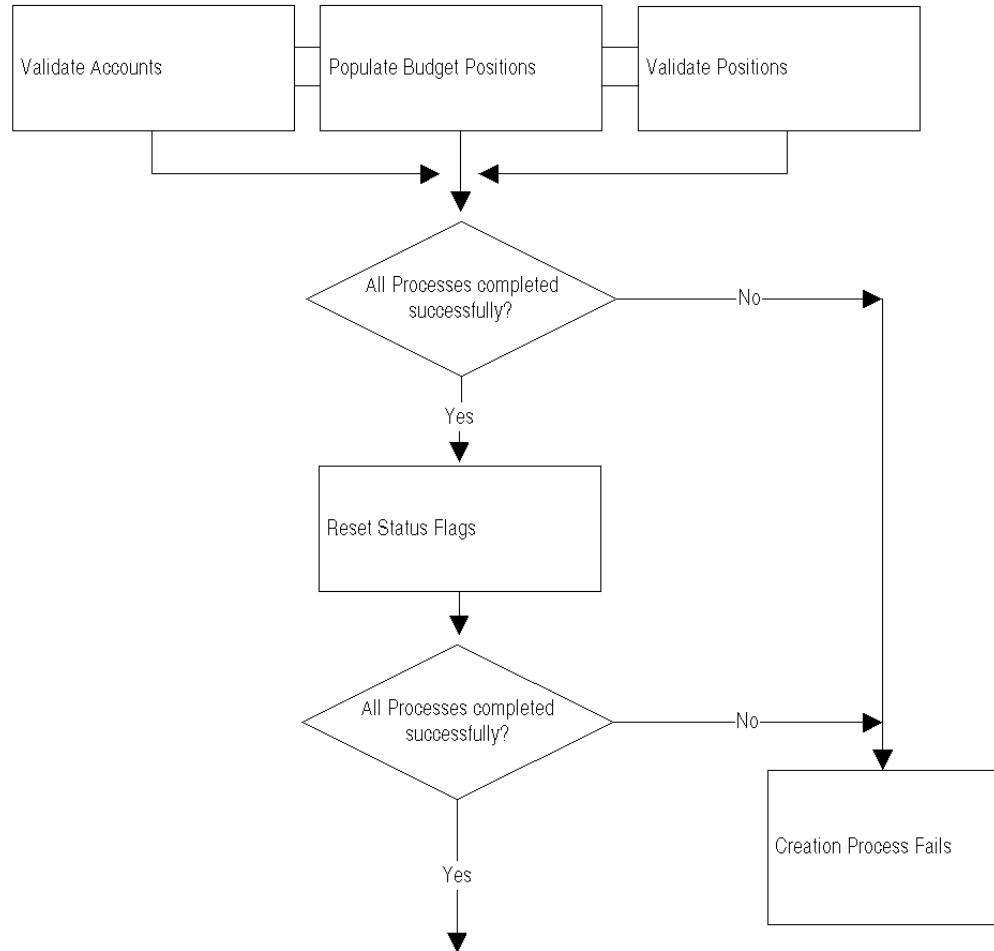 Validate Accounts
Populate Budget Positions
Validate Positions
All Processes completed
successfully?
No
Yes
Reset Status Flags
All Processes completed
successfully?
No
Creation Process Fails
Yes